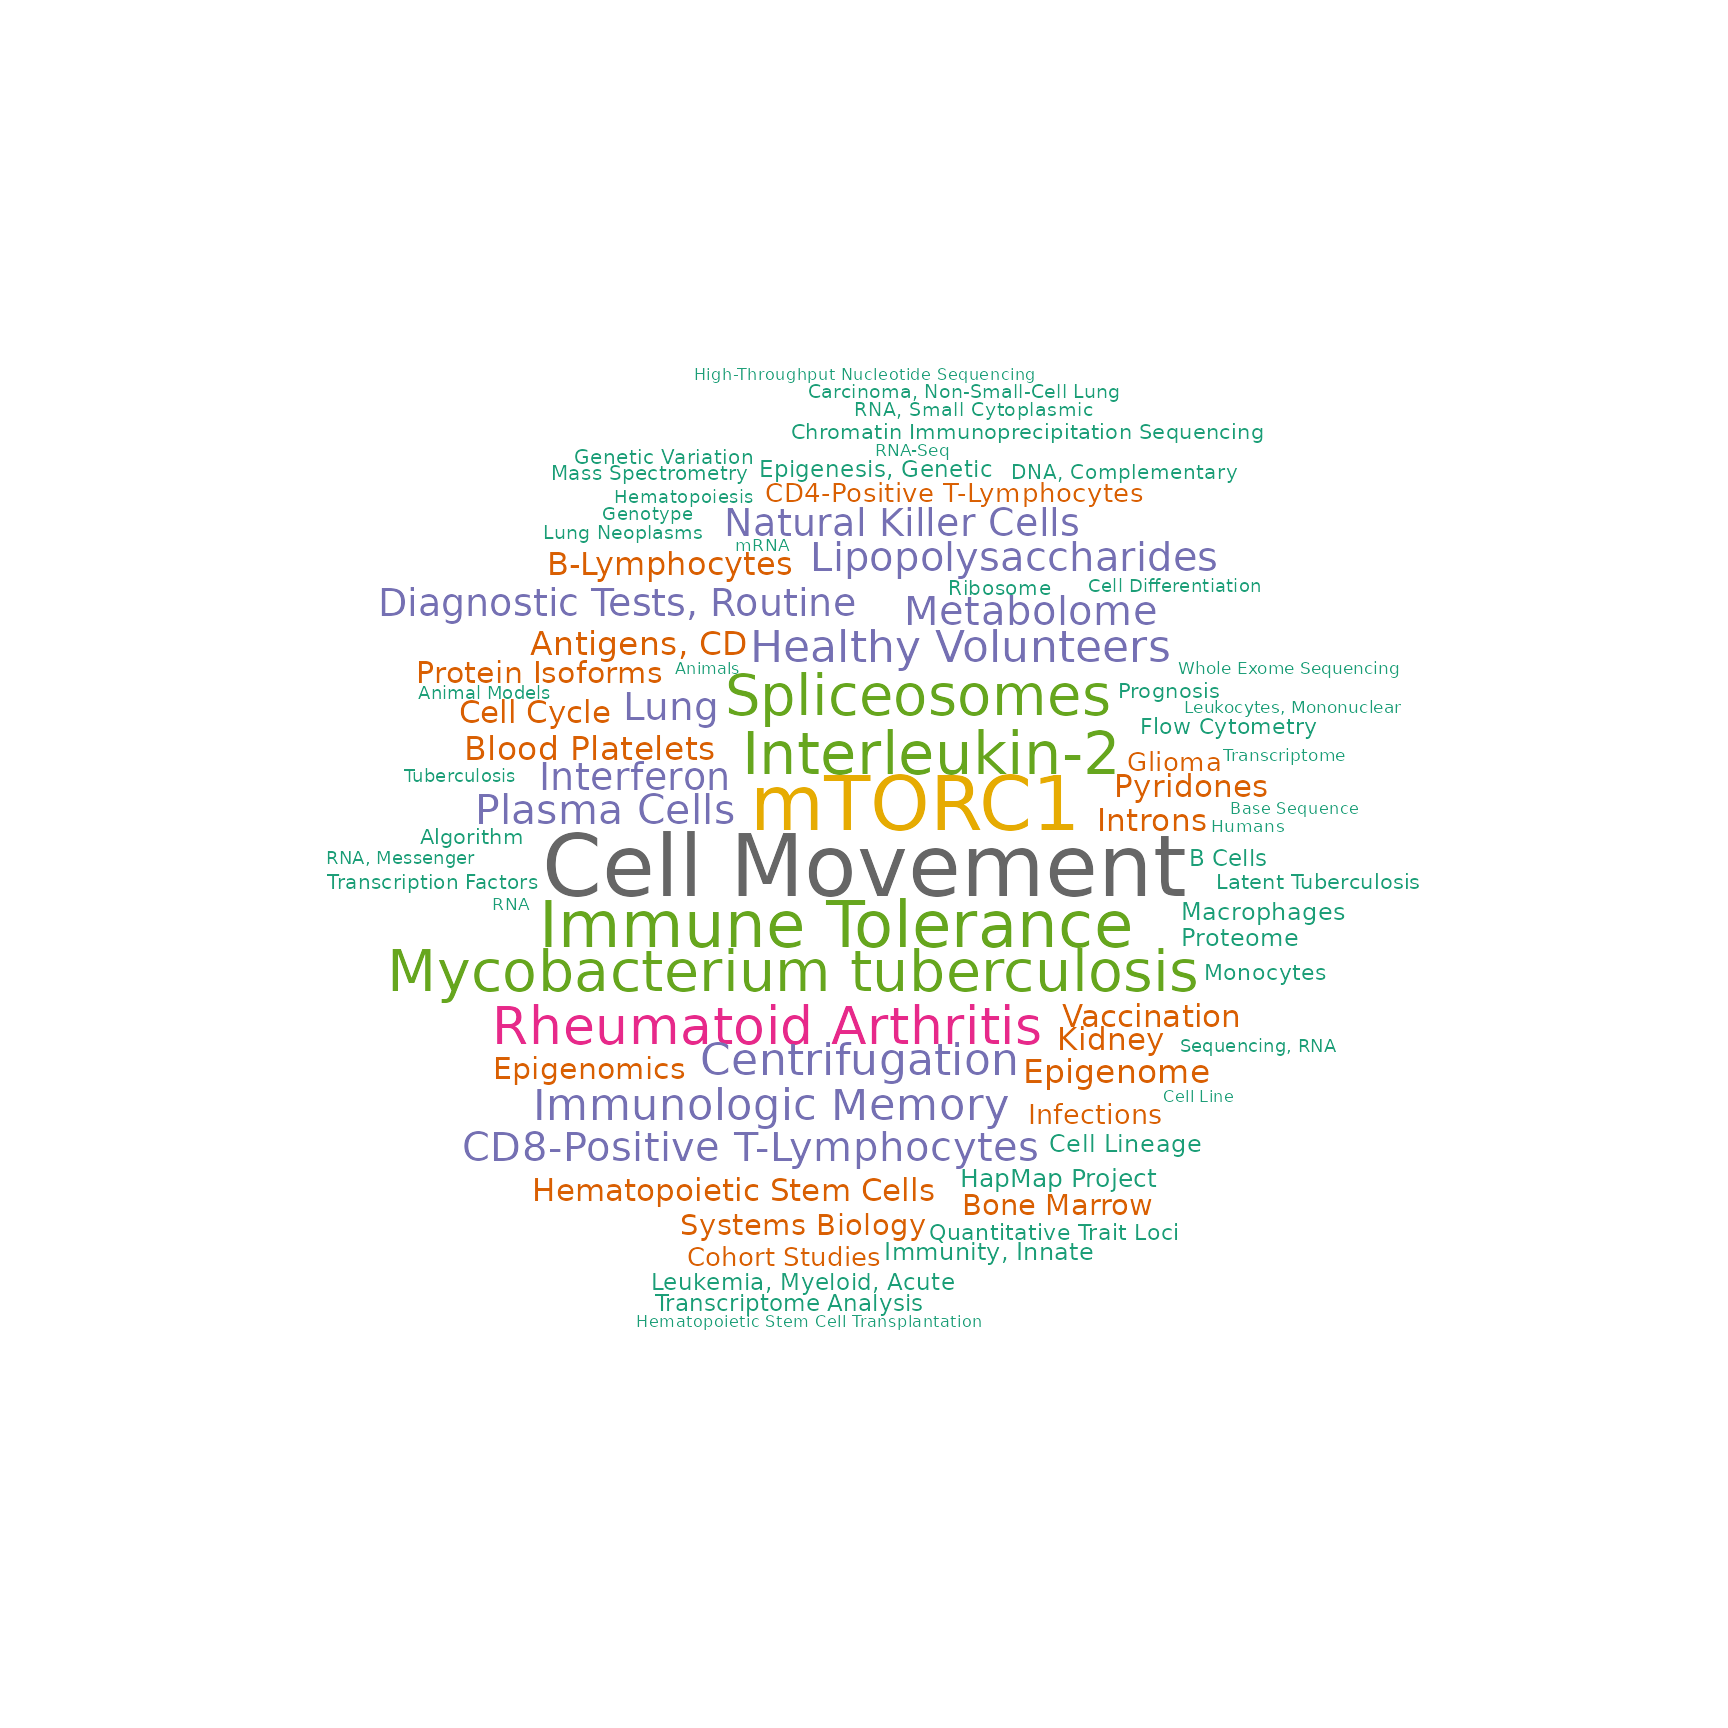 High-Throughput Nucleotide Sequencing
Carcinoma, Non-Small-Cell Lung
RNA, Small Cytoplasmic
Chromatin Immunoprecipitation Sequencing
RNA-Seq
Genetic Variation
Mass Spectrometry
Epigenesis, Genetic
DNA, Complementary
Hematopoiesis
CD4-Positive T-Lymphocytes
Genotype
Natural Killer Cells
Lung Neoplasms
mRNA
B-Lymphocytes
Lipopolysaccharides
Ribosome
Cell Differentiation
Diagnostic Tests, Routine
Metabolome
Antigens, CD
Healthy Volunteers
Protein Isoforms
Animals
Whole Exome Sequencing
Animal Models
Cell Cycle
Lung
Spliceosomes
Prognosis
Leukocytes, Mononuclear
Flow Cytometry
Blood Platelets
Interleukin-2
Glioma
Transcriptome
Tuberculosis
Interferon
Pyridones
Plasma Cells
mTORC1
Introns
Base Sequence
Humans
Algorithm
RNA, Messenger
Cell Movement
B Cells
Transcription Factors
Latent Tuberculosis
RNA
Immune Tolerance
Macrophages
Proteome
Mycobacterium tuberculosis
Monocytes
Rheumatoid Arthritis
Vaccination
Kidney
Sequencing, RNA
Epigenomics
Centrifugation
Epigenome
Cell Line
Immunologic Memory
Infections
CD8-Positive T-Lymphocytes
Cell Lineage
HapMap Project
Hematopoietic Stem Cells
Bone Marrow
Systems Biology
Quantitative Trait Loci
Cohort Studies
Immunity, Innate
Leukemia, Myeloid, Acute
Transcriptome Analysis
Hematopoietic Stem Cell Transplantation